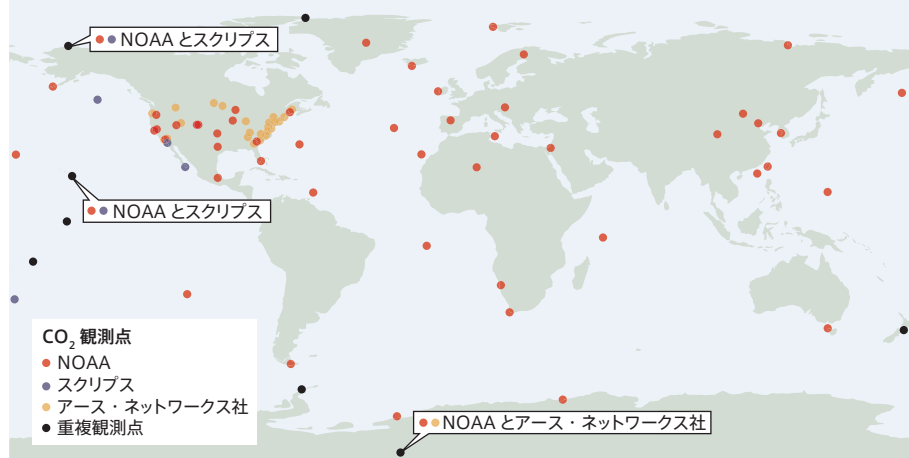 NOAA とスクリプス
NOAA とスクリプス
CO₂ 観測点
NOAA
スクリプス
アース・ネットワークス社
重複観測点
NOAA とアース・ネットワークス社